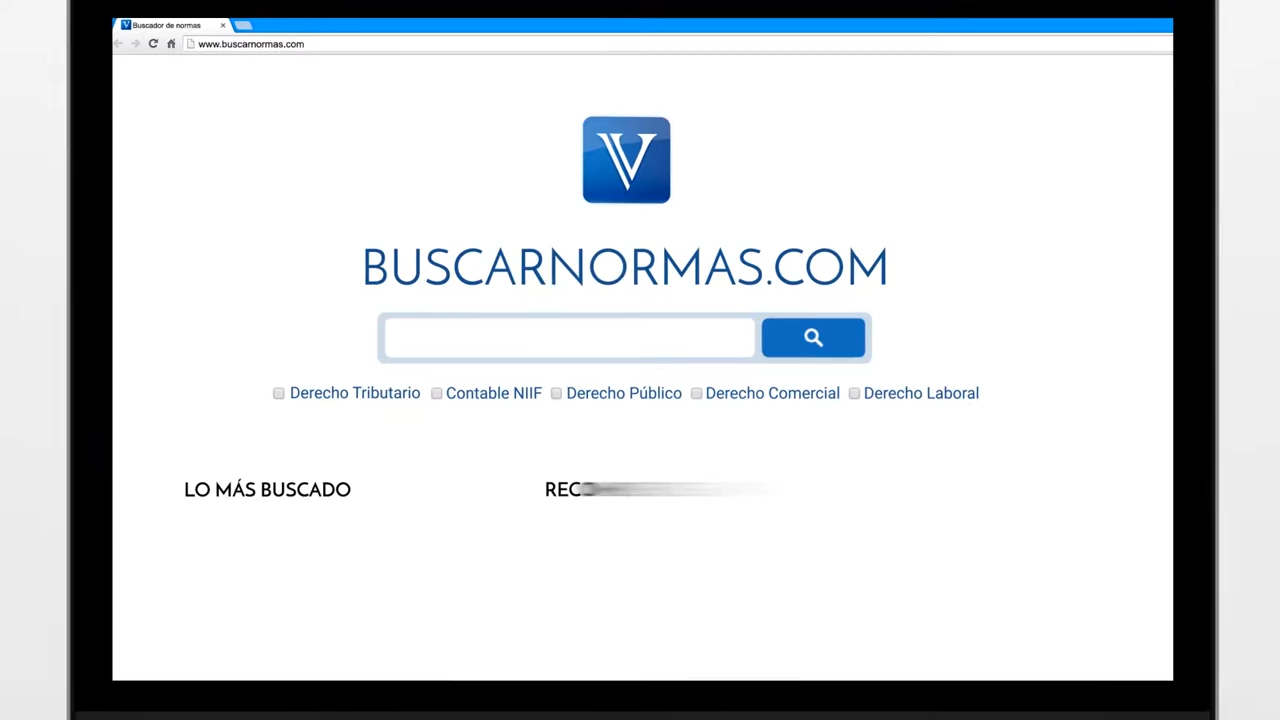 Buscador de normas
www.buscarnormas.com
V
BUSCARNORMAS.COM
Derecho Tributario Contable NIIF Derecho Público Derecho Comercial Derecho Laboral
LO MÁS BUSCADO